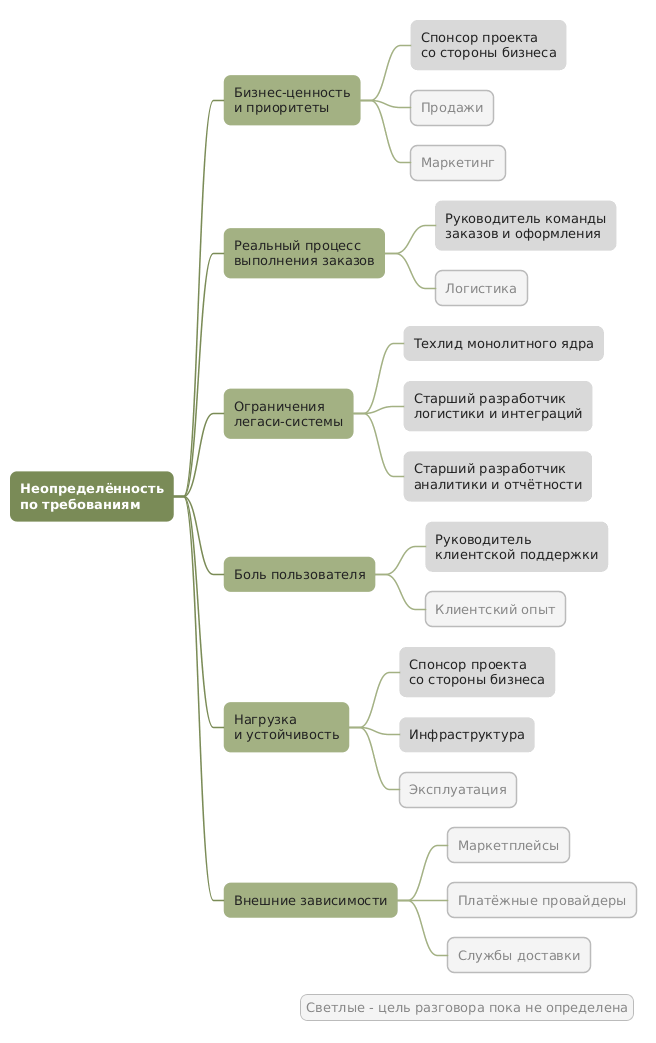 Неопределённость
по требованиям
Бизнес-ценность
и приоритеты
Спонсор проекта
со стороны бизнеса
Продажи
Маркетинг
Реальный процесс
выполнения заказов
Руководитель команды
заказов и оформления
Логистика
Ограничения
легаси-системы
Техлид монолитного ядра
Старший разработчик
логистики и интеграций
Старший разработчик
аналитики и отчётности
Боль пользователя
Руководитель
клиентской поддержки
Клиентский опыт
Нагрузка
и устойчивость
Спонсор проекта
со стороны бизнеса
Инфраструктура
Эксплуатация
Внешние зависимости
Маркетплейсы
Платёжные провайдеры
Службы доставки
Светлые - цель разговора пока не определена